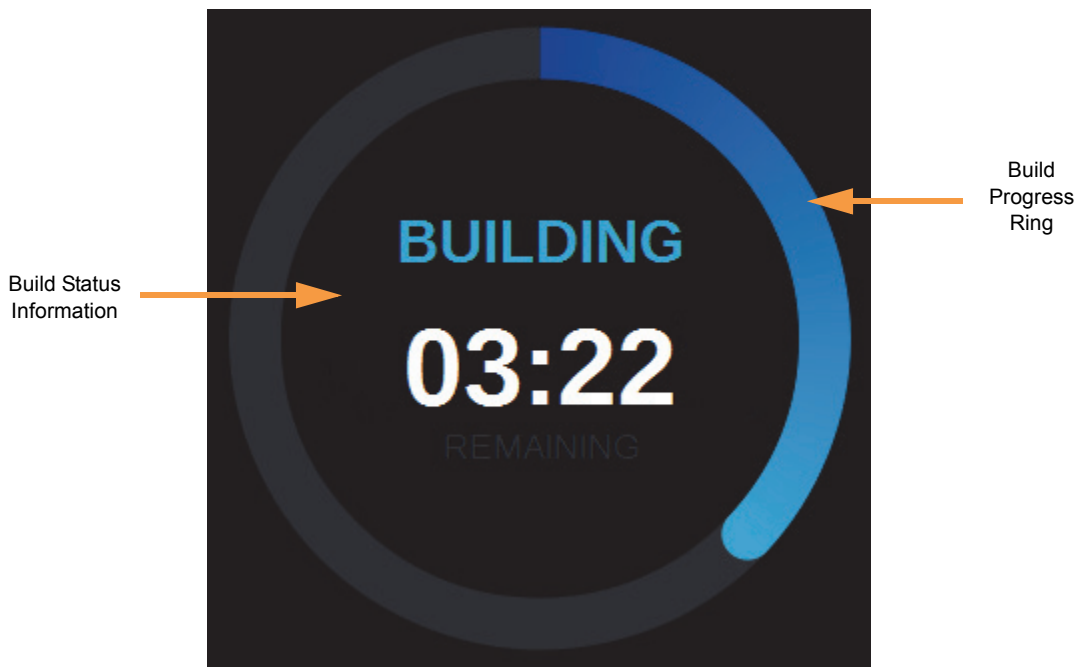 Build Status
Information
BUILDING
03:22
REMAINING
Build
Progress
Ring